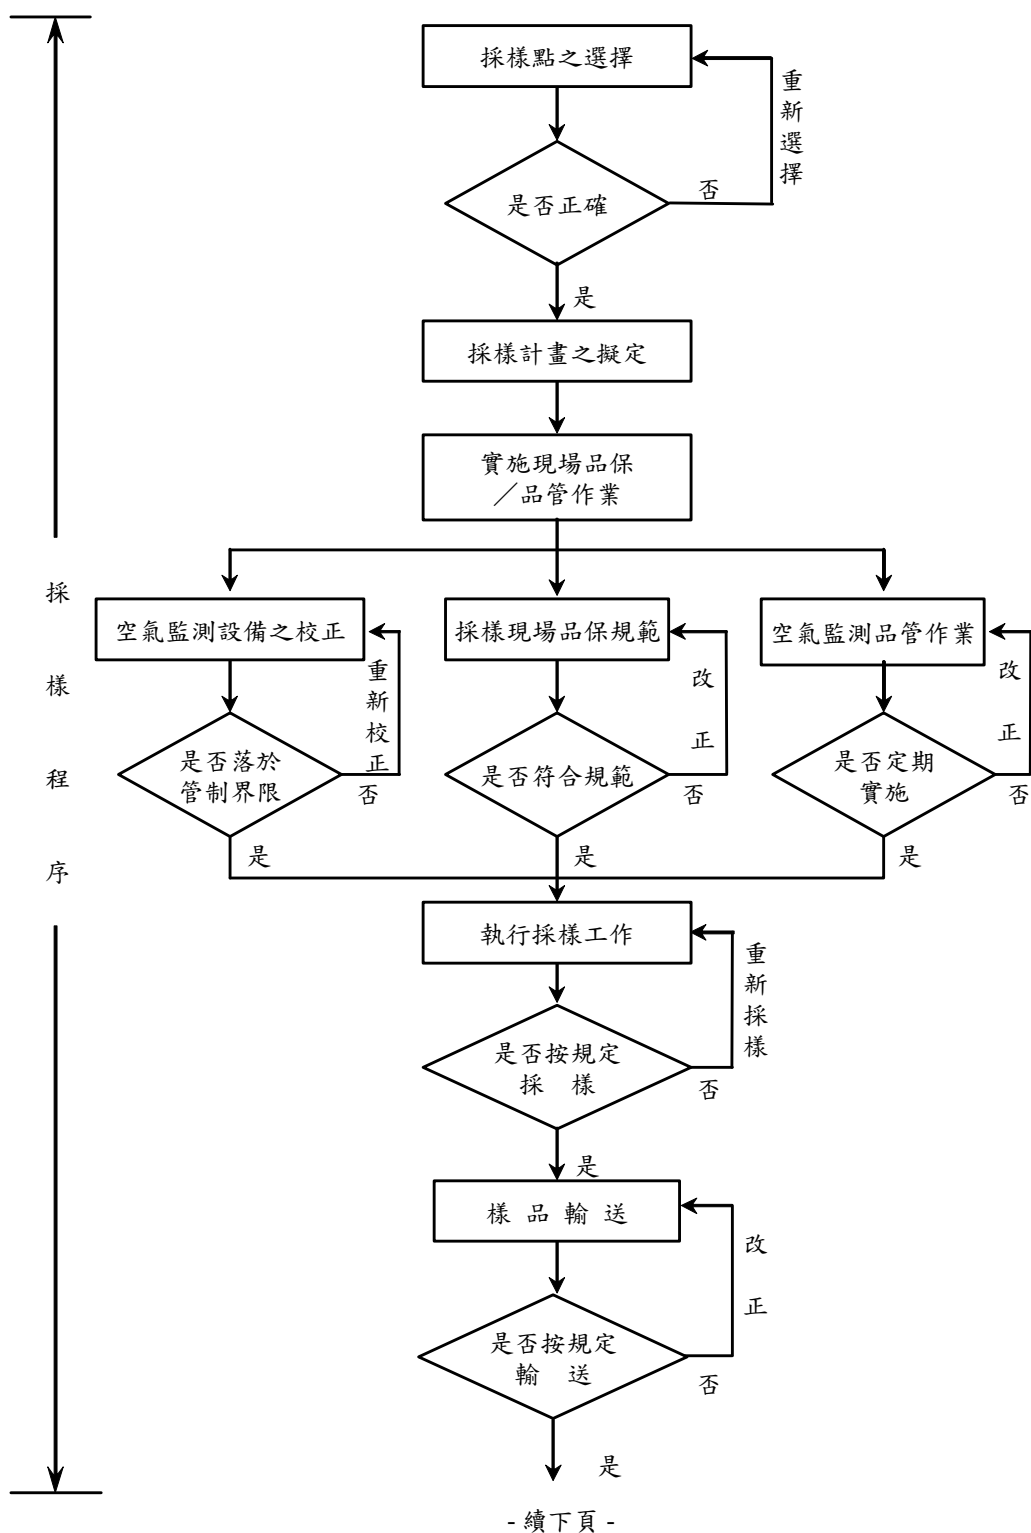 採樣點之選擇
重新選擇
是否正確
否
是
採樣計畫之擬定
實施現場品保
／品管作業
採樣程序
空氣監測設備之校正
重新校正
是否落於
管制界限
否
是
採樣現場品保規範
改正
是否符合規範
否
是
空氣監測品管作業
改正
是否定期
實施
否
是
執行採樣工作
重新採樣
是否按規定
採　樣
否
是
樣 品 輸 送
改正
是否按規定
輸　送
否
是
- 續下頁 -